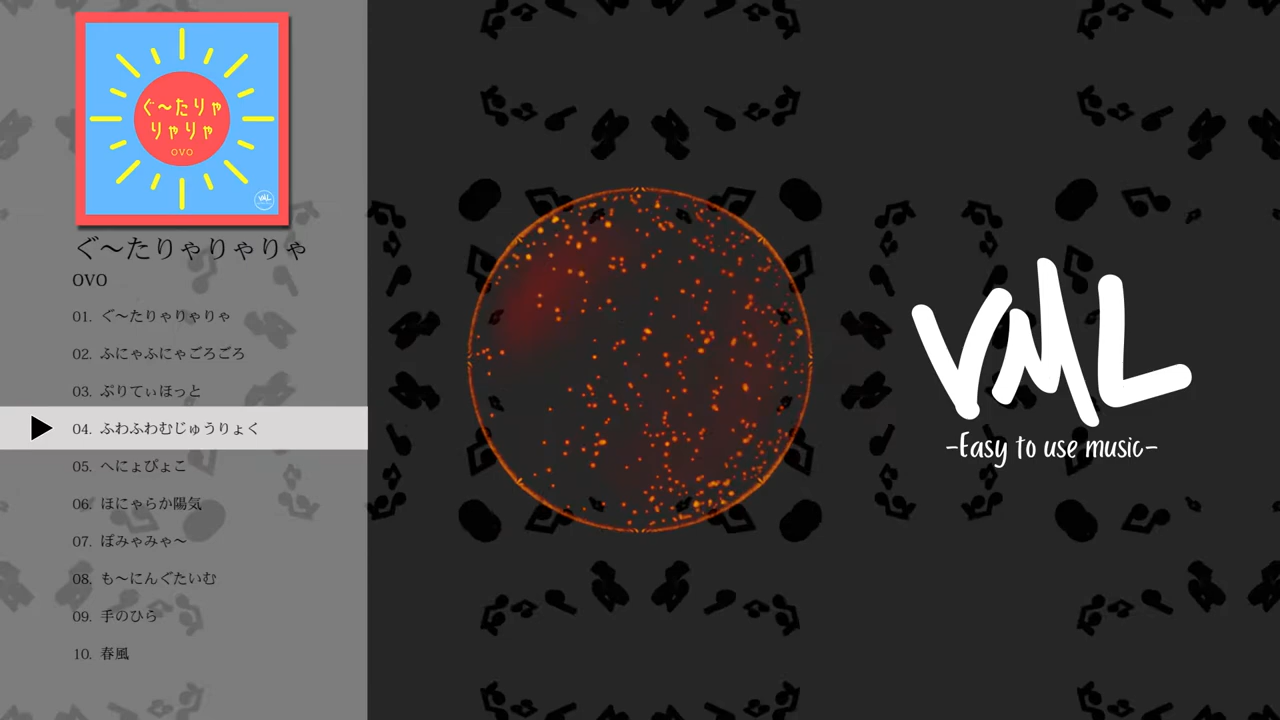 ぐ〜たりゃ
りゃりゃ
OVO
VML
ぐ〜たりゃりゃりゃ
OVO
01. ぐ〜たりゃりゃりゃ
02. ふにゃふにゃごろごろ
03. ぷりてぃほっと
04. ふわふわむじゅうりょく
05. へにょぴょこ
06. ほにゃらか陽気
07. ぽみゃみゃ〜
08. も〜にんぐたいむ
09. 手のひら
10. 春風
VML
-Easy to use music-